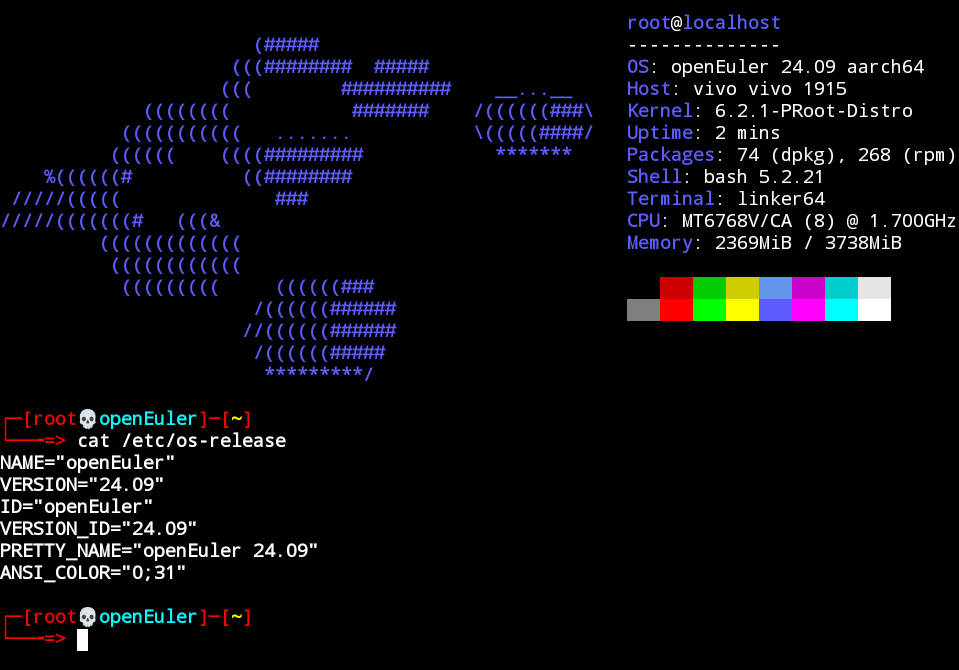 root@localhost
--------------
OS: openEuler 24.09 aarch64
Host: vivo vivo 1915
Kernel: 6.2.1-PRoot-Distro
Uptime: 2 mins
Packages: 74 (dpkg), 268 (rpm)
Shell: bash 5.2.21
Terminal: linker64
CPU: MT6768V/CA (8) @ 1.700GHz
Memory: 2369MiB / 3738MiB
┌─[root💀openEuler]─[~]
└──╼=> cat /etc/os-release
NAME="openEuler"
VERSION="24.09"
ID="openEuler"
VERSION_ID="24.09"
PRETTY_NAME="openEuler 24.09"
ANSI_COLOR="0;31"
┌─[root💀openEuler]─[~]
└──╼=>